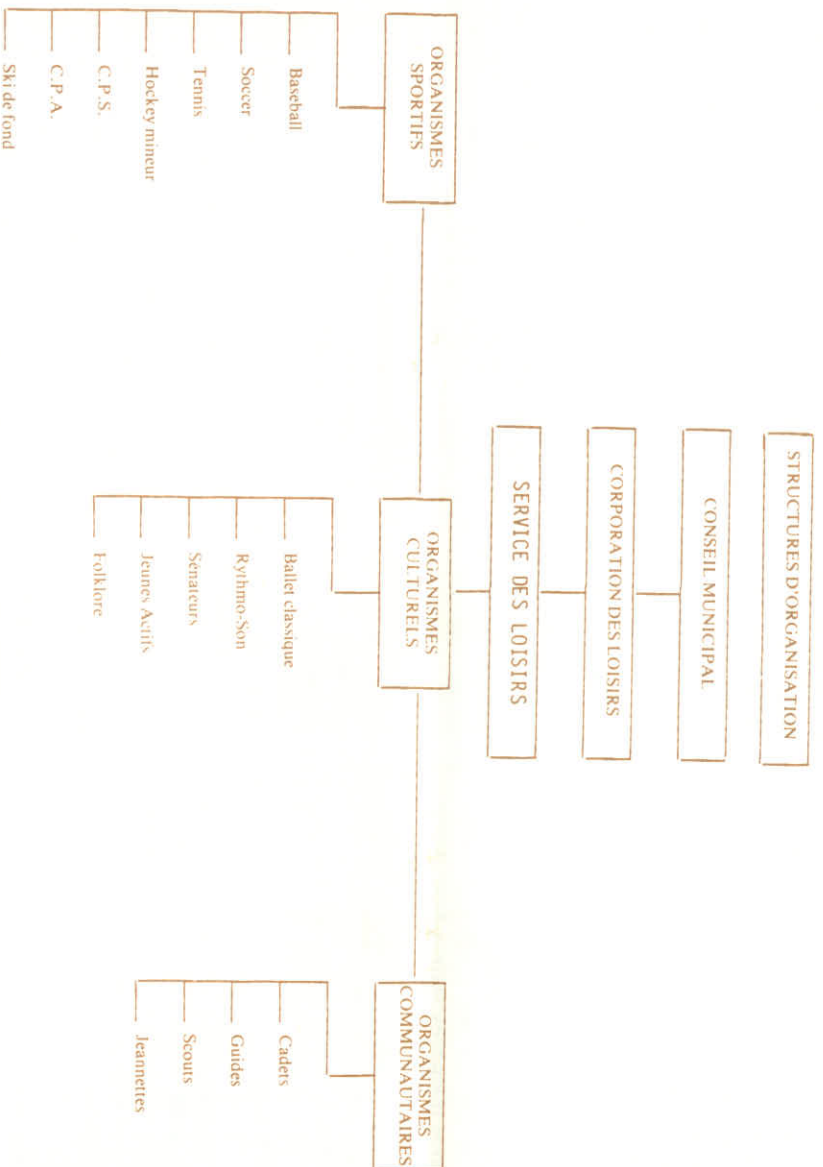 STRUCTURES D'ORGANISATION
CONSEIL MUNICIPAL
CORPORATION DES LOISIRS
SERVICE DES LOISIRS
ORGANISMES
SPORTIFS
Baseball
Soccer
Tennis
Hockey mineur
C.P.S.
C.P.A.
Ski de fond
ORGANISMES
CULTURELS
Ballet classique
Rythmo-Son
Sénateurs
Jeunes Actifs
Folklore
ORGANISMES
COMMUNAUTAIRES
Cadets
Guides
Scouts
Jeannettes